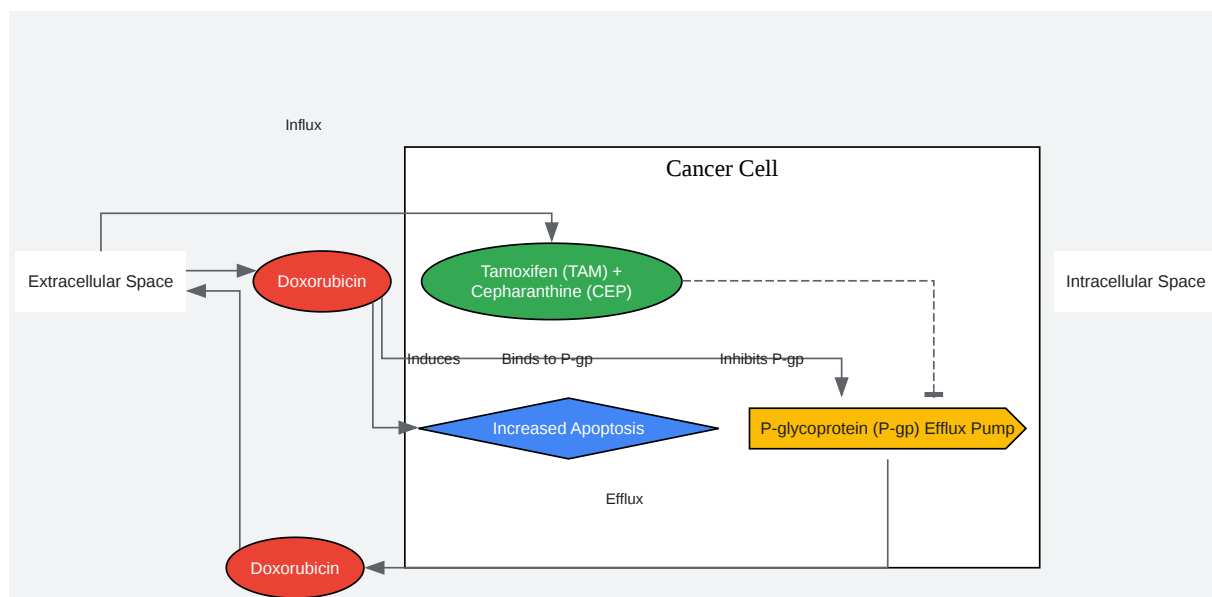 Influx
Cancer Cell
Extracellular Space
Doxorubicin
Tamoxifen (TAM) +
Cepharanthine (CEP)
Intracellular Space
Induces
Binds to P-gp
Inhibits P-gp
Increased Apoptosis
P-glycoprotein (P-gp) Efflux Pump
Efflux
Doxorubicin